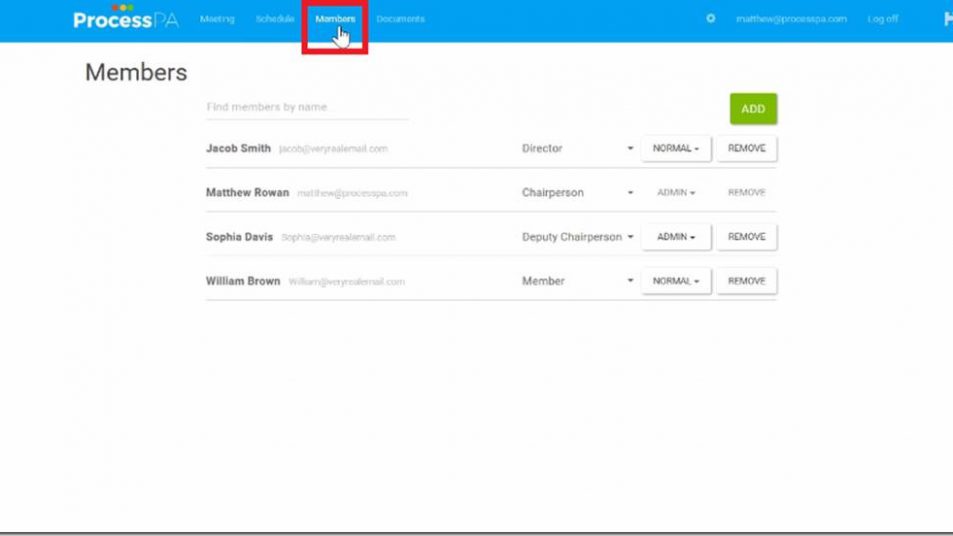 ProcessPA Meeting Schedule Members Documents matthew@processpa.com Log off
Members
Find members by name ADD
Jacob Smith jacob@veryrealemail.com Director NORMAL REMOVE
Matthew Rowan matthew@processpa.com Chairperson ADMIN REMOVE
Sophia Davis Sophia@veryrealemail.com Deputy Chairperson ADMIN REMOVE
William Brown William@veryrealemail.com Member NORMAL REMOVE